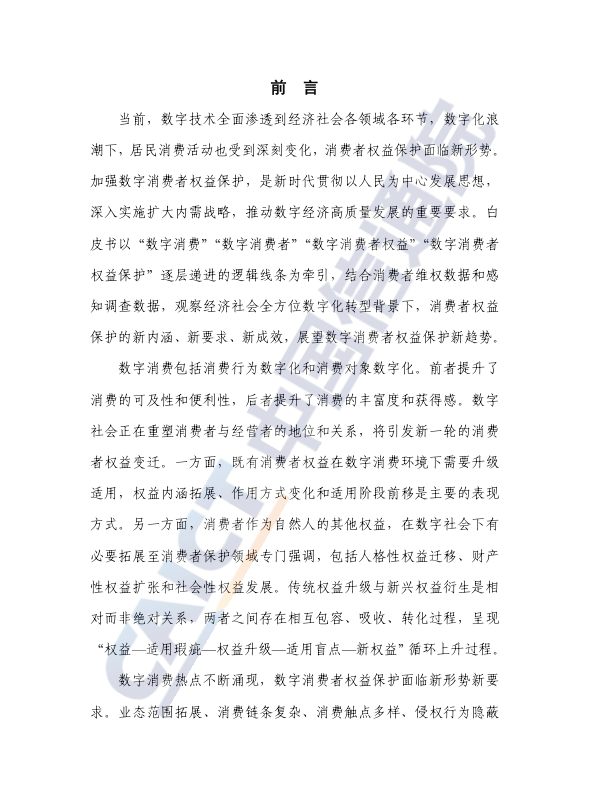 前 言
当前，数字技术全面渗透到经济社会各领域各环节，数字化浪
潮下，居民消费活动也受到深刻变化，消费者权益保护面临新形势。
加强数字消费者权益保护，是新时代贯彻以人民为中心发展思想，
深入实施扩大内需战略，推动数字经济高质量发展的重要要求。白
皮书以“数字消费”“数字消费者”“数字消费者权益”“数字消费者
权益保护”逐层递进的逻辑线条为牵引，结合消费者维权数据和感
知调查数据，观察经济社会全方位数字化转型背景下，消费者权益
保护的新内涵、新要求、新成效，展望数字消费者权益保护新趋势。
数字消费包括消费行为数字化和消费对象数字化。前者提升了
消费的可及性和便利性，后者提升了消费的丰富度和获得感。数字
社会正在重塑消费者与经营者的地位和关系，将引发新一轮的消费
者权益变迁。一方面，既有消费者权益在数字消费环境下需要升级
适用，权益内涵拓展、作用方式变化和适用阶段前移是主要的表现
方式。另一方面，消费者作为自然人的其他权益，在数字社会下有
必要拓展至消费者保护领域专门强调，包括人格性权益迁移、财产
性权益扩张和社会性权益发展。传统权益升级与新兴权益衍生是相
对而非绝对关系，两者之间存在相互包容、吸收、转化过程，呈现
“权益—适用瑕疵—权益升级—适用盲点—新权益”循环上升过程。
数字消费热点不断涌现，数字消费者权益保护面临新形势新要
求。业态范围拓展、消费链条复杂、消费触点多样、侵权行为隐蔽
CAICT 中国信通院